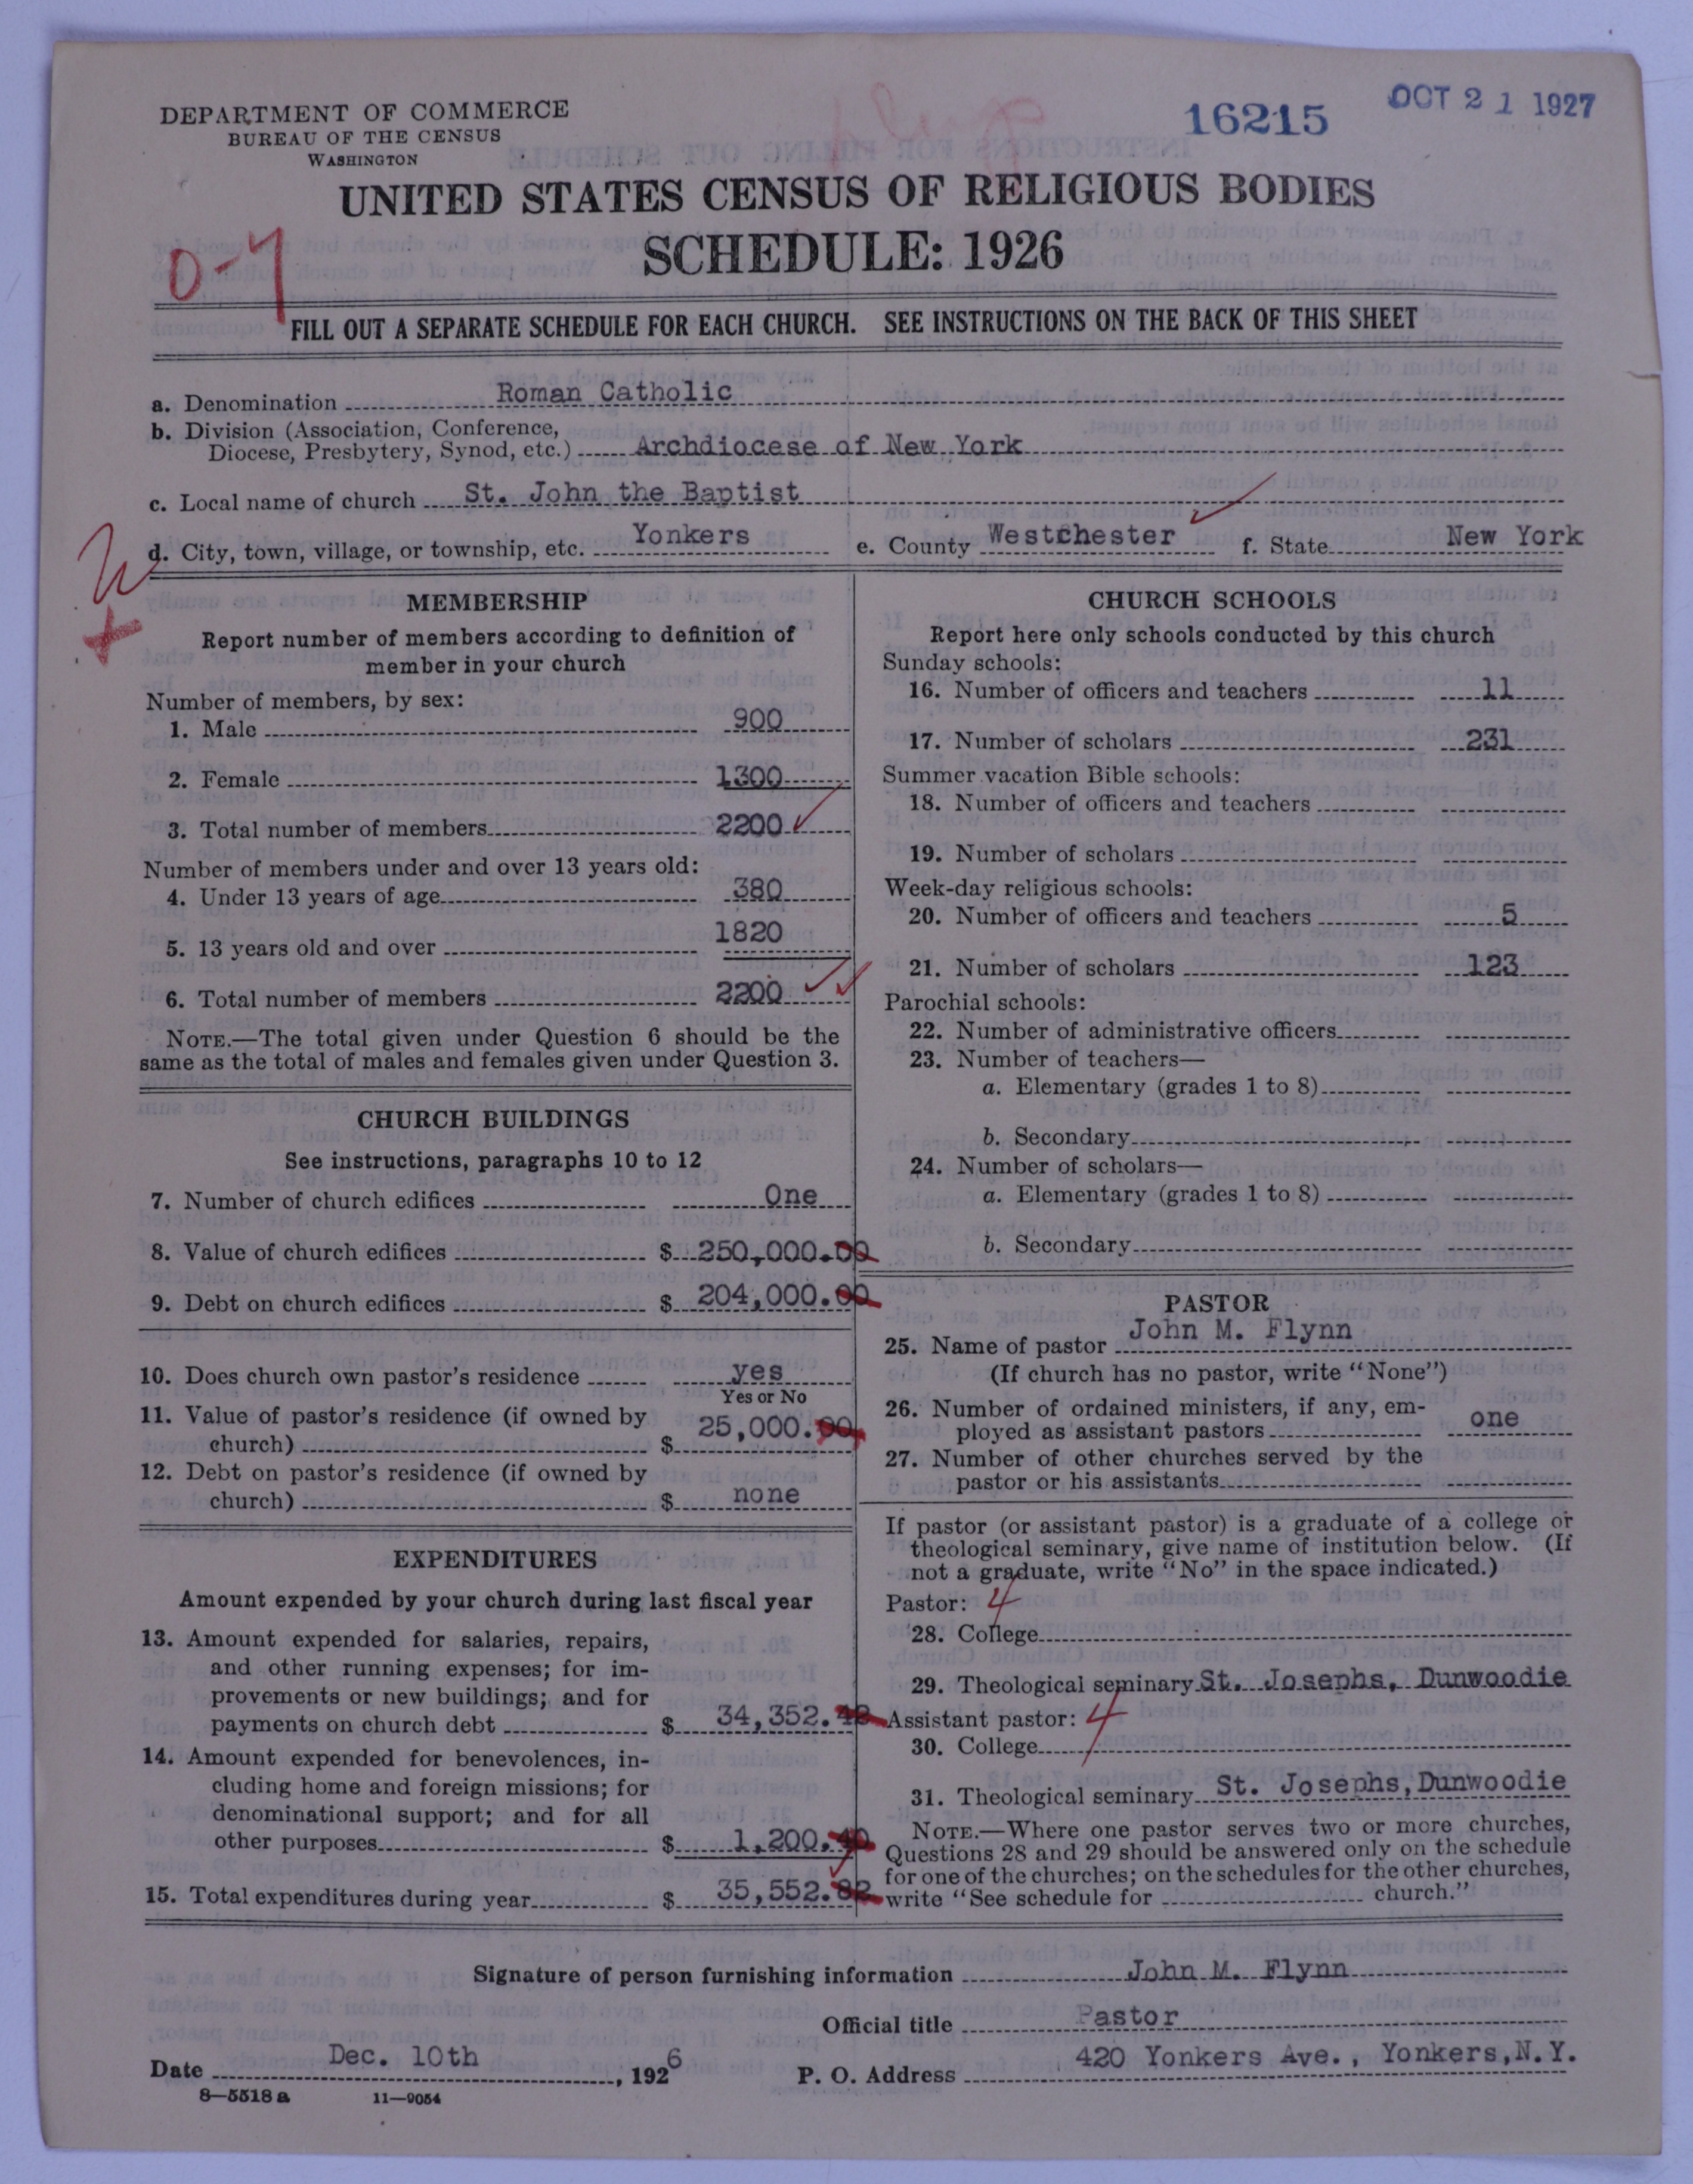 DEPARTMENT OF COMMERCE
BUREAU OF THE CENSUS
WASHINGTON
16215
OCT 21 1927
UNITED STATES CENSUS OF RELIGIOUS BODIES
SCHEDULE: 1926
FILL OUT A SEPARATE SCHEDULE FOR EACH CHURCH. SEE INSTRUCTIONS ON THE BACK OF THIS SHEET
a. Denomination Roman Catholic
b. Division (Association, Conference,
Diocese, Presbytery, Synod, etc.) Archdiocese of New York
c. Local name of church St. John the Baptist
d. City, town, village, or township, etc. Yonkers e. County Westchester f. State New York
MEMBERSHIP
Report number of members according to definition of
member in your church
Number of members, by sex:
1. Male 900
2. Female 1300
3. Total number of members 2200
Number of members under and over 13 years old:
4. Under 13 years of age 380
5. 13 years old and over 1820
6. Total number of members 2200
NOTE.—The total given under Question 6 should be the
same as the total of males and females given under Question 3.
CHURCH BUILDINGS
See instructions, paragraphs 10 to 12
7. Number of church edifices One
8. Value of church edifices $ 250,000.00
9. Debt on church edifices $ 204,000.00
10. Does church own pastor's residence yes
Yes or No
11. Value of pastor's residence (if owned by
church) $ 25,000.00
12. Debt on pastor's residence (if owned by
church) $ none
EXPENDITURES
Amount expended by your church during last fiscal year
13. Amount expended for salaries, repairs,
and other running expenses; for im-
provements or new buildings; and for
payments on church debt $ 34,352.42
14. Amount expended for benevolences, in-
cluding home and foreign missions; for
denominational support; and for all
other purposes $ 1,200.40
15. Total expenditures during year $ 35,552.82
CHURCH SCHOOLS
Report here only schools conducted by this church
Sunday schools:
16. Number of officers and teachers 11
17. Number of scholars 231
Summer vacation Bible schools:
18. Number of officers and teachers
19. Number of scholars
Week-day religious schools:
20. Number of officers and teachers 5
21. Number of scholars 123
Parochial schools:
22. Number of administrative officers
23. Number of teachers—
a. Elementary (grades 1 to 8)
b. Secondary
24. Number of scholars—
a. Elementary (grades 1 to 8)
b. Secondary
PASTOR
25. Name of pastor John M. Flynn
(If church has no pastor, write "None")
26. Number of ordained ministers, if any, em-
ployed as assistant pastors one
27. Number of other churches served by the
pastor or his assistants
If pastor (or assistant pastor) is a graduate of a college or
theological seminary, give name of institution below. (If
not a graduate, write "No" in the space indicated.)
Pastor: 4
28. College
29. Theological seminary St. Josephs, Dunwoodie
Assistant pastor: 4
30. College
31. Theological seminary St. Josephs, Dunwoodie
NOTE.—Where one pastor serves two or more churches,
Questions 28 and 29 should be answered only on the schedule
for one of the churches; on the schedules for the other churches,
write "See schedule for church."
Signature of person furnishing information John M. Flynn
Official title Pastor
Date Dec. 10th, 1926 P. O. Address 420 Yonkers Ave., Yonkers, N.Y.
8—5518 a 11—9054